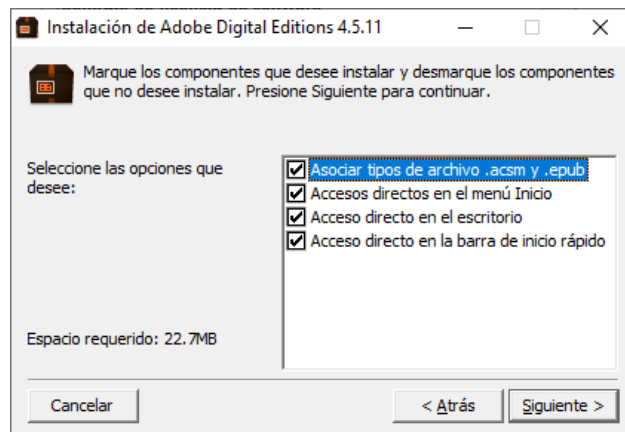 Instalación de Adobe Digital Editions 4.5.11
Marque los componentes que desee instalar y desmarque los componentes
que no desee instalar. Presione Siguiente para continuar.
Seleccione las opciones que
desee:
Asociar tipos de archivo .acsm y .epub
Accesos directos en el menú Inicio
Acceso directo en el escritorio
Acceso directo en la barra de inicio rápido
Espacio requerido: 22.7MB
Cancelar
< Atrás
Siguiente >